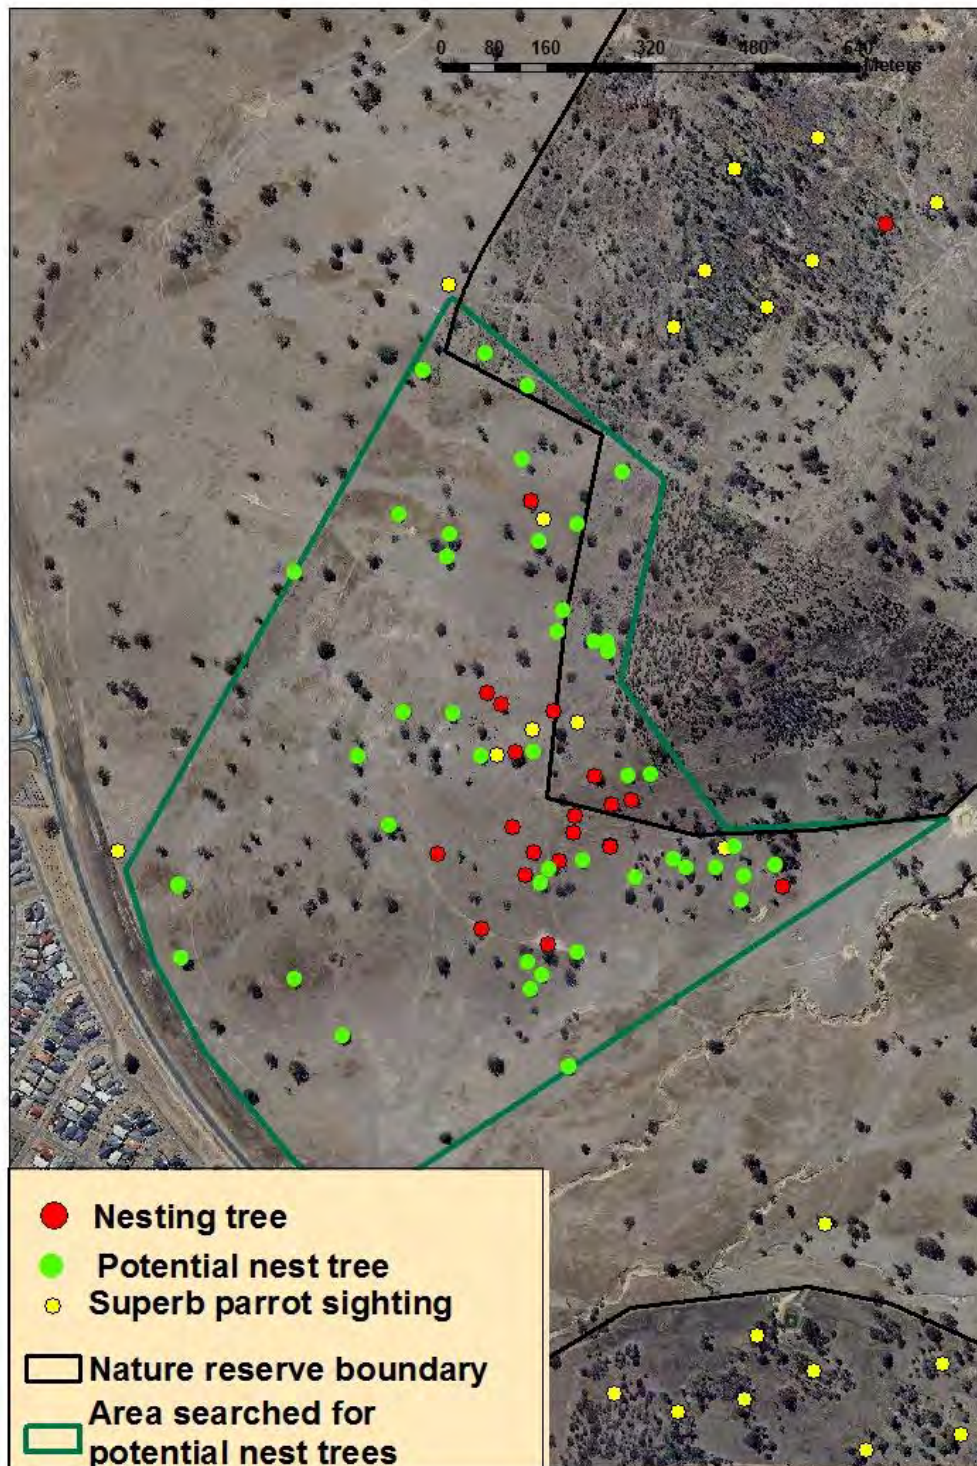 0 80 160 320 480 640
Meters
Nesting tree
Potential nest tree
Superb parrot sighting
Nature reserve boundary
Area searched for
potential nest trees